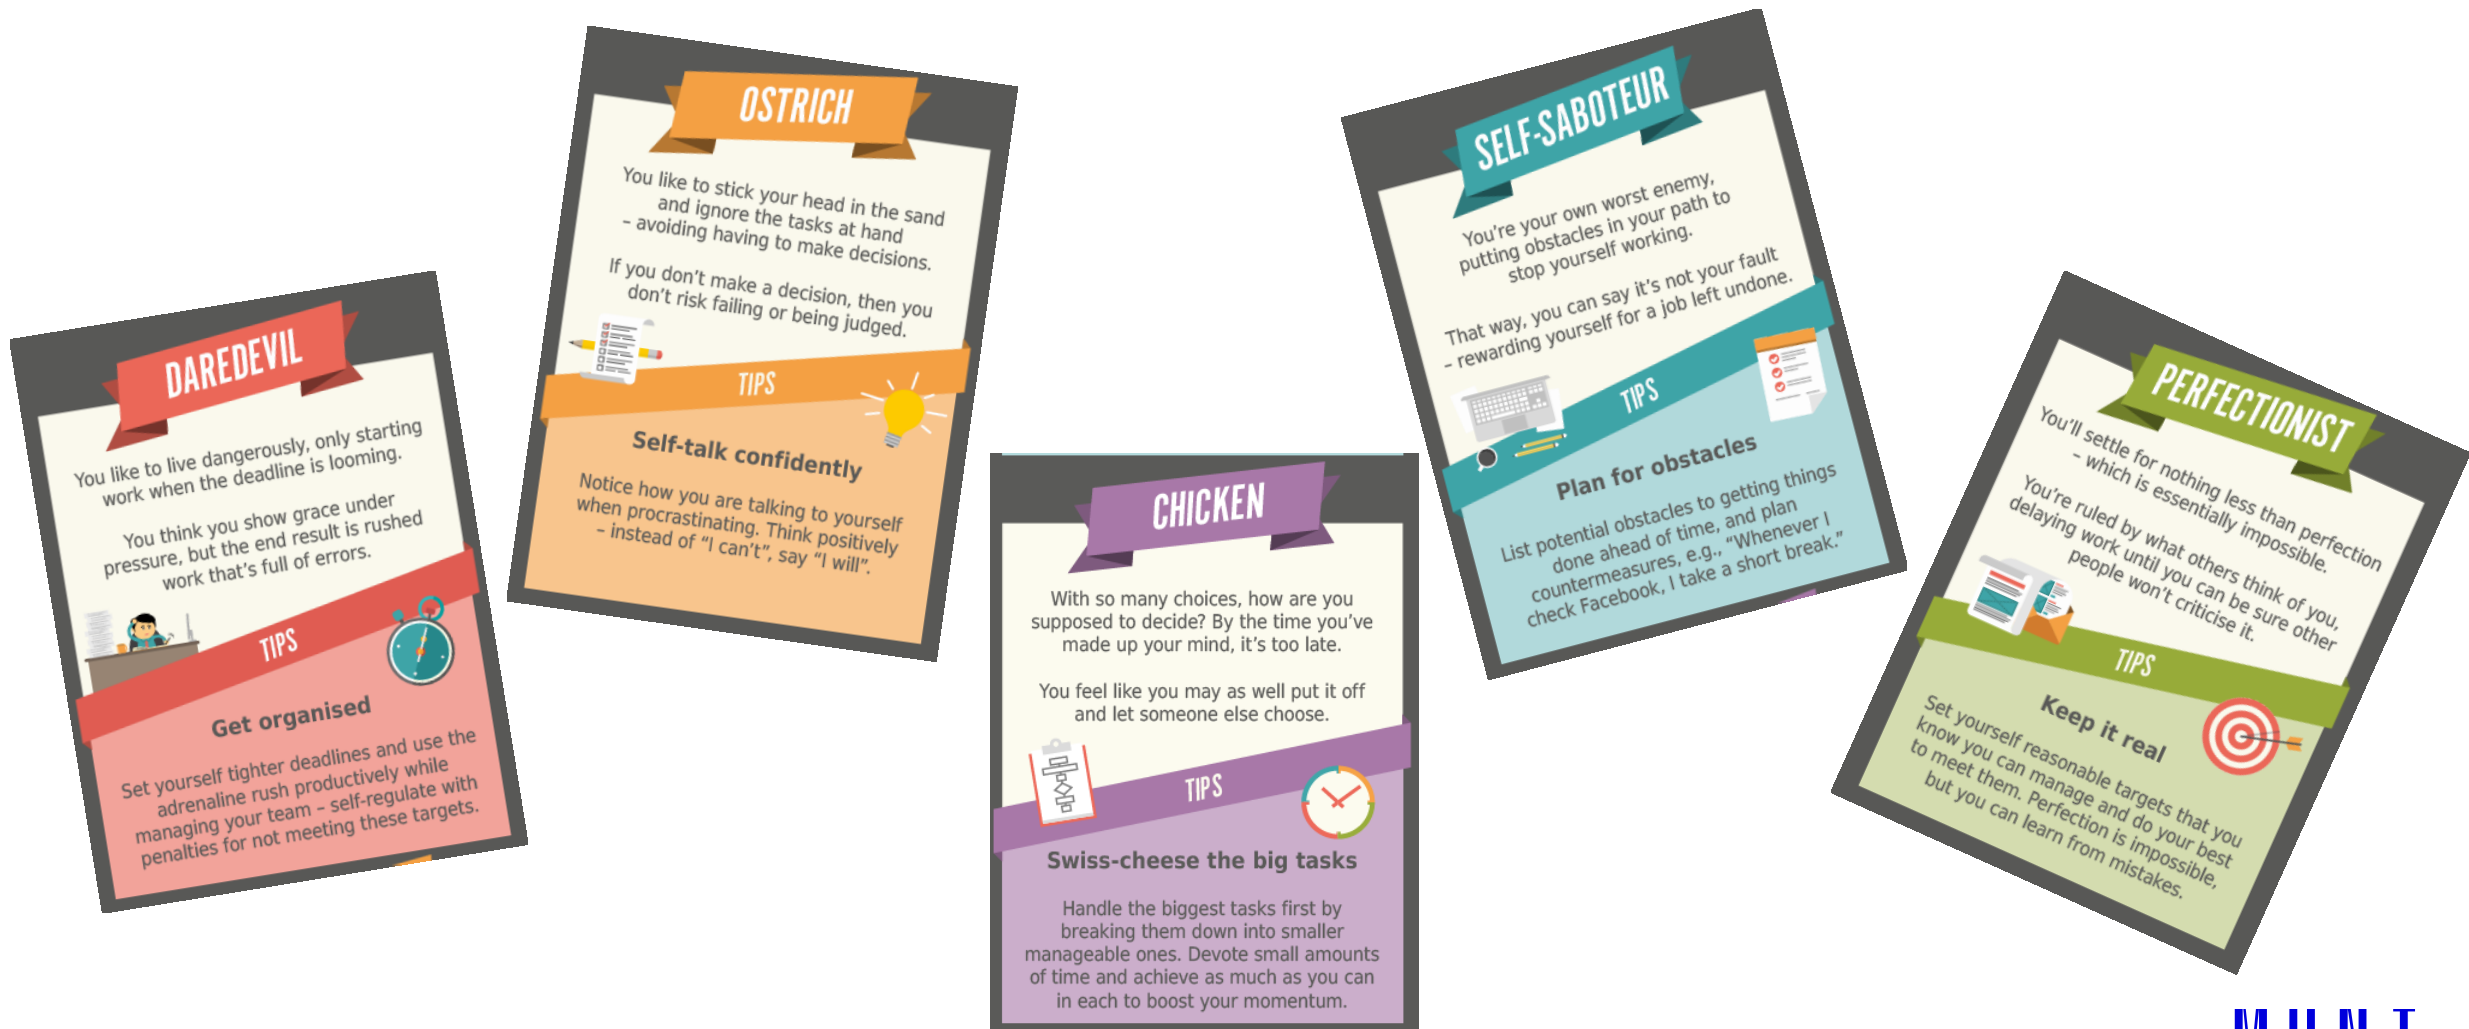 DAREDEVIL
You like to live dangerously, only starting
work when the deadline is looming.
You think you show grace under
pressure, but the end result is rushed
work that's full of errors.
TIPS
Get organised
Set yourself tighter deadlines and use the
adrenaline rush productively while
managing your team – self-regulate with
penalties for not meeting these targets.
OSTRICH
You like to stick your head in the sand
and ignore the tasks at hand
– avoiding having to make decisions.
If you don't make a decision, then you
don't risk failing or being judged.
TIPS
Self-talk confidently
Notice how you are talking to yourself
when procrastinating. Think positively
– instead of “I can't”, say “I will”.
CHICKEN
With so many choices, how are you
supposed to decide? By the time you've
made up your mind, it's too late.
You feel like you may as well put it off
and let someone else choose.
TIPS
Swiss-cheese the big tasks
Handle the biggest tasks first by
breaking them down into smaller
manageable ones. Devote small amounts
of time and achieve as much as you can
in each to boost your momentum.
SELF-SABOTEUR
You're your own worst enemy,
putting obstacles in your path to
stop yourself working.
That way, you can say it's not your fault
– rewarding yourself for a job left undone.
TIPS
Plan for obstacles
List potential obstacles to getting things
done ahead of time, and plan
countermeasures, e.g., “Whenever I
check Facebook, I take a short break.”
PERFECTIONIST
You'll settle for nothing less than perfection
– which is essentially impossible.
You're ruled by what others think of you,
delaying work until you can be sure other
people won't criticise it.
TIPS
Keep it real
Set yourself reasonable targets that you
know you can manage and do your best
to meet them. Perfection is impossible,
but you can learn from mistakes.